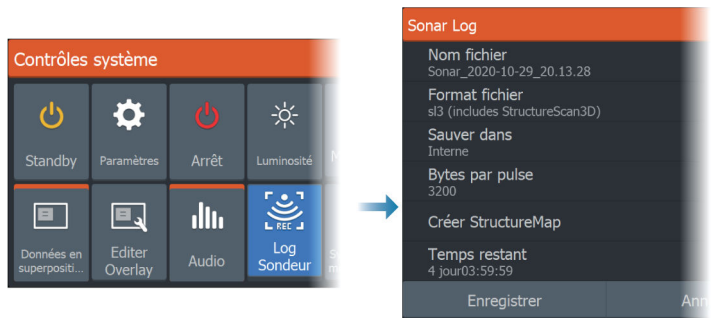 Contrôles système
Standby
Paramètres
Arrêt
Luminosité
Données en
superpositi...
Editer
Overlay
Audio
REC
Log
Sondeur
Sonar Log
Nom fichier
Sonar_2020-10-29_20.13.28
Format fichier
sl3 (includes StructureScan3D)
Sauver dans
Interne
Bytes par pulse
3200
Créer StructureMap
Temps restant
4 jour03:59:59
Enregistrer
Ann